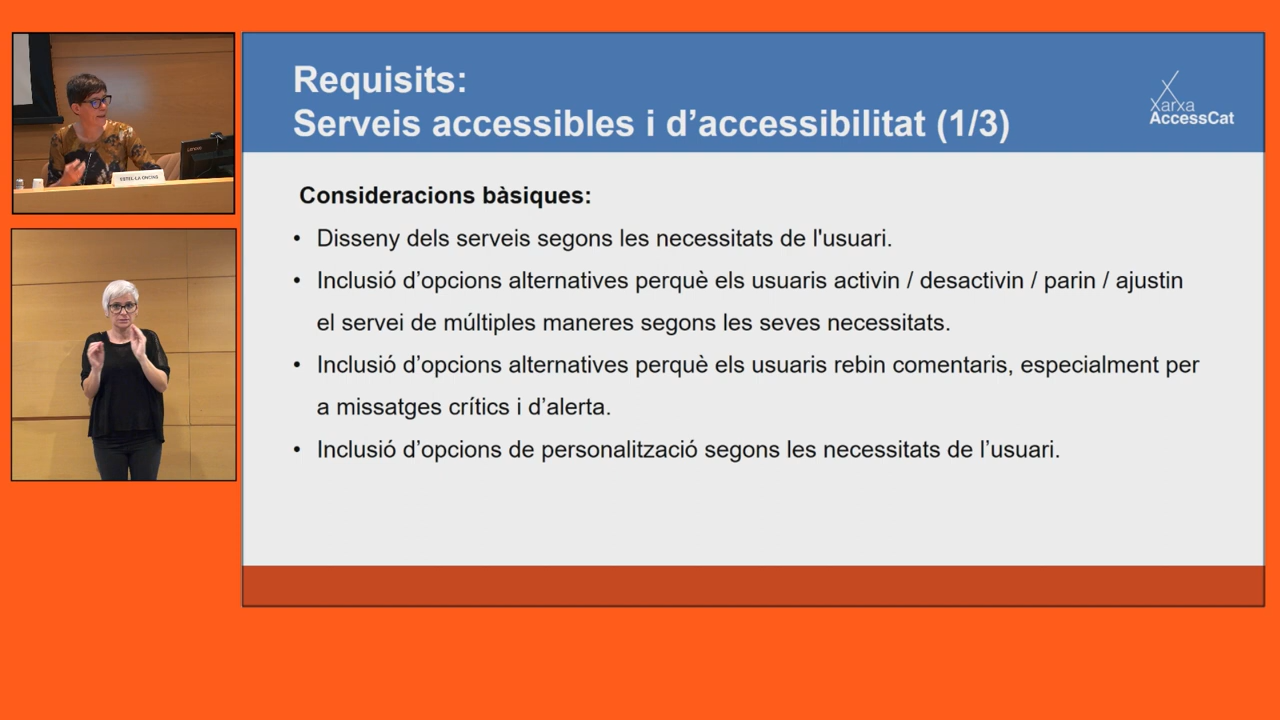 Requisits:
Serveis accessibles i d’accessibilitat (1/3)
Xarxa
AccessCat
Consideracions bàsiques:
• Disseny dels serveis segons les necessitats de l'usuari.
• Inclusió d’opcions alternatives perquè els usuaris activin / desactivin / parin / ajustin
el servei de múltiples maneres segons les seves necessitats.
• Inclusió d’opcions alternatives perquè els usuaris rebin comentaris, especialment per
a missatges crítics i d’alerta.
• Inclusió d’opcions de personalització segons les necessitats de l’usuari.